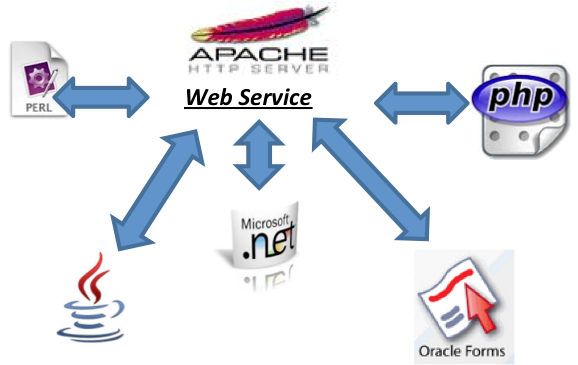 APACHE
HTTP SERVER
Web Service
PERL
php
Microsoft
.net
Oracle Forms